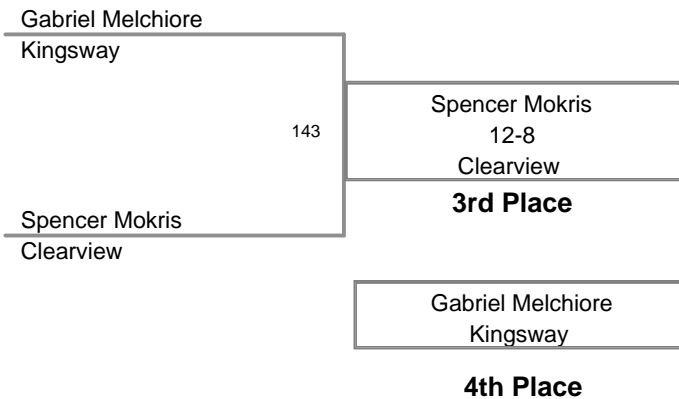 Gabriel Melchiore
Kingsway
143
Spencer Mokris
12-8
Clearview
3rd Place
Spencer Mokris
Clearview
Gabriel Melchiore
Kingsway
4th Place